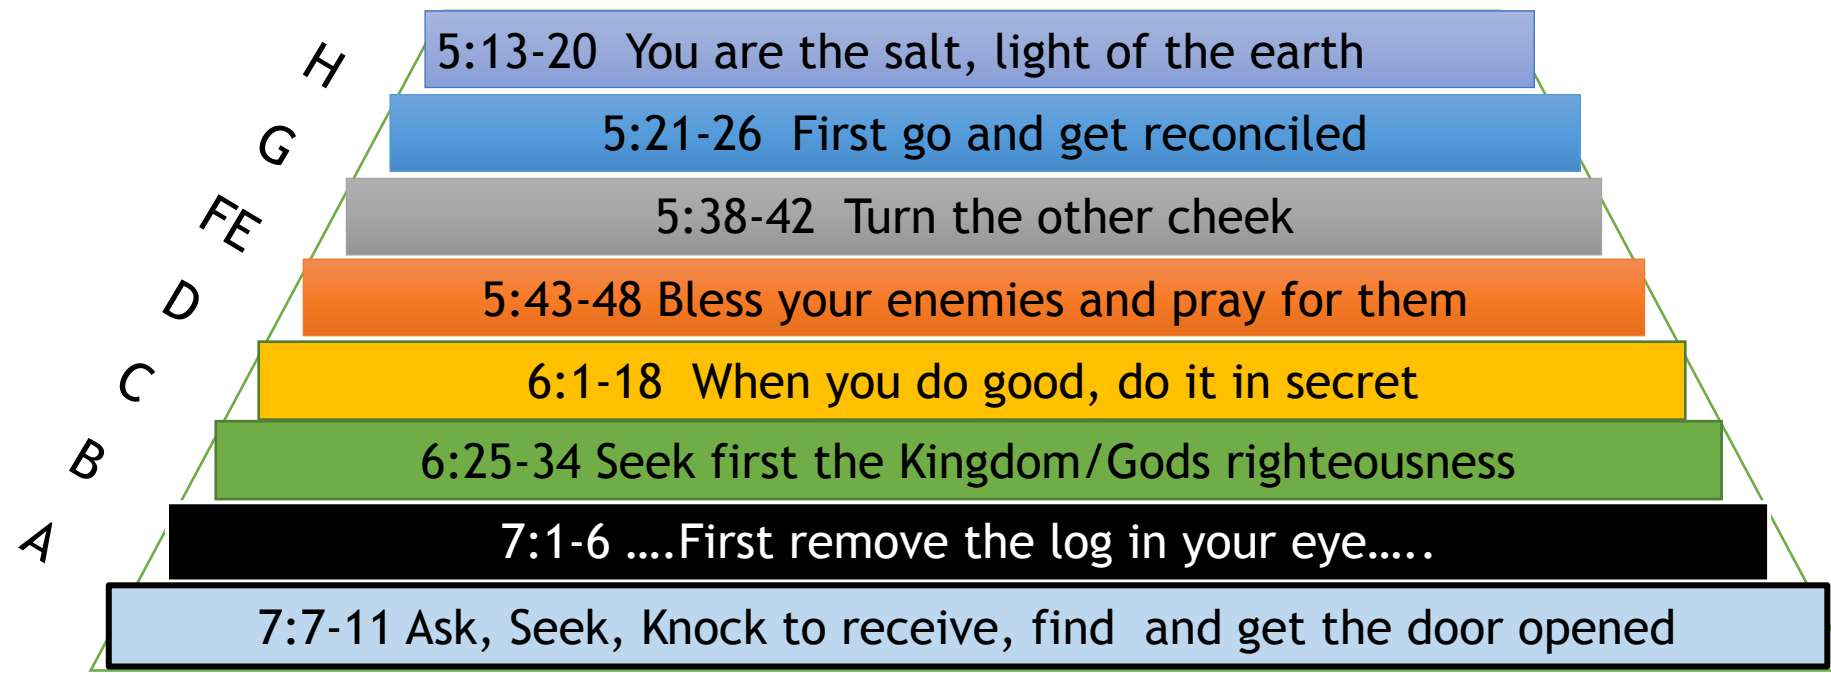 H
5:13-20 You are the salt, light of the earth
G
5:21-26 First go and get reconciled
FE
5:38-42 Turn the other cheek
D
5:43-48 Bless your enemies and pray for them
C
6:1-18 When you do good, do it in secret
B
6:25-34 Seek first the Kingdom/Gods righteousness
A
7:1-6 ….First remove the log in your eye…..
7:7-11 Ask, Seek, Knock to receive, find and get the door opened